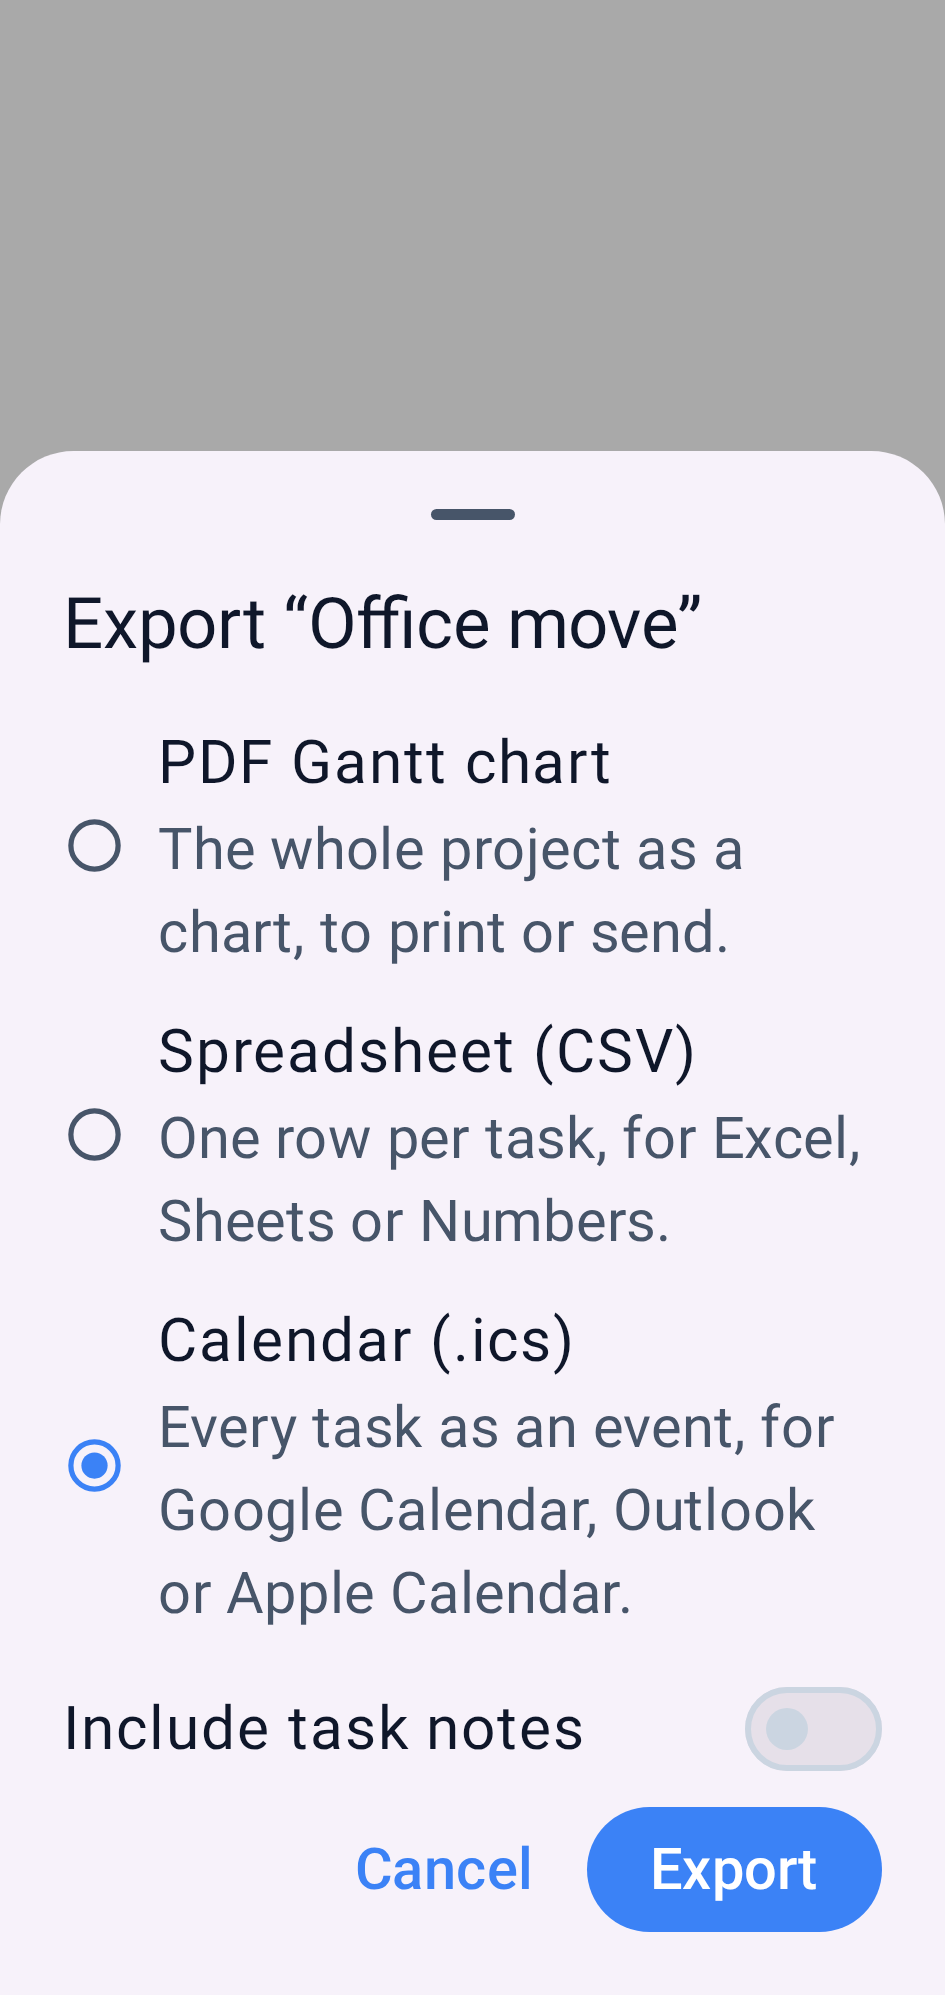 Export “Office move”
PDF Gantt chart
The whole project as a
chart, to print or send.
Spreadsheet (CSV)
One row per task, for Excel,
Sheets or Numbers.
Calendar (.ics)
Every task as an event, for
Google Calendar, Outlook
or Apple Calendar.
Include task notes
Cancel
Export